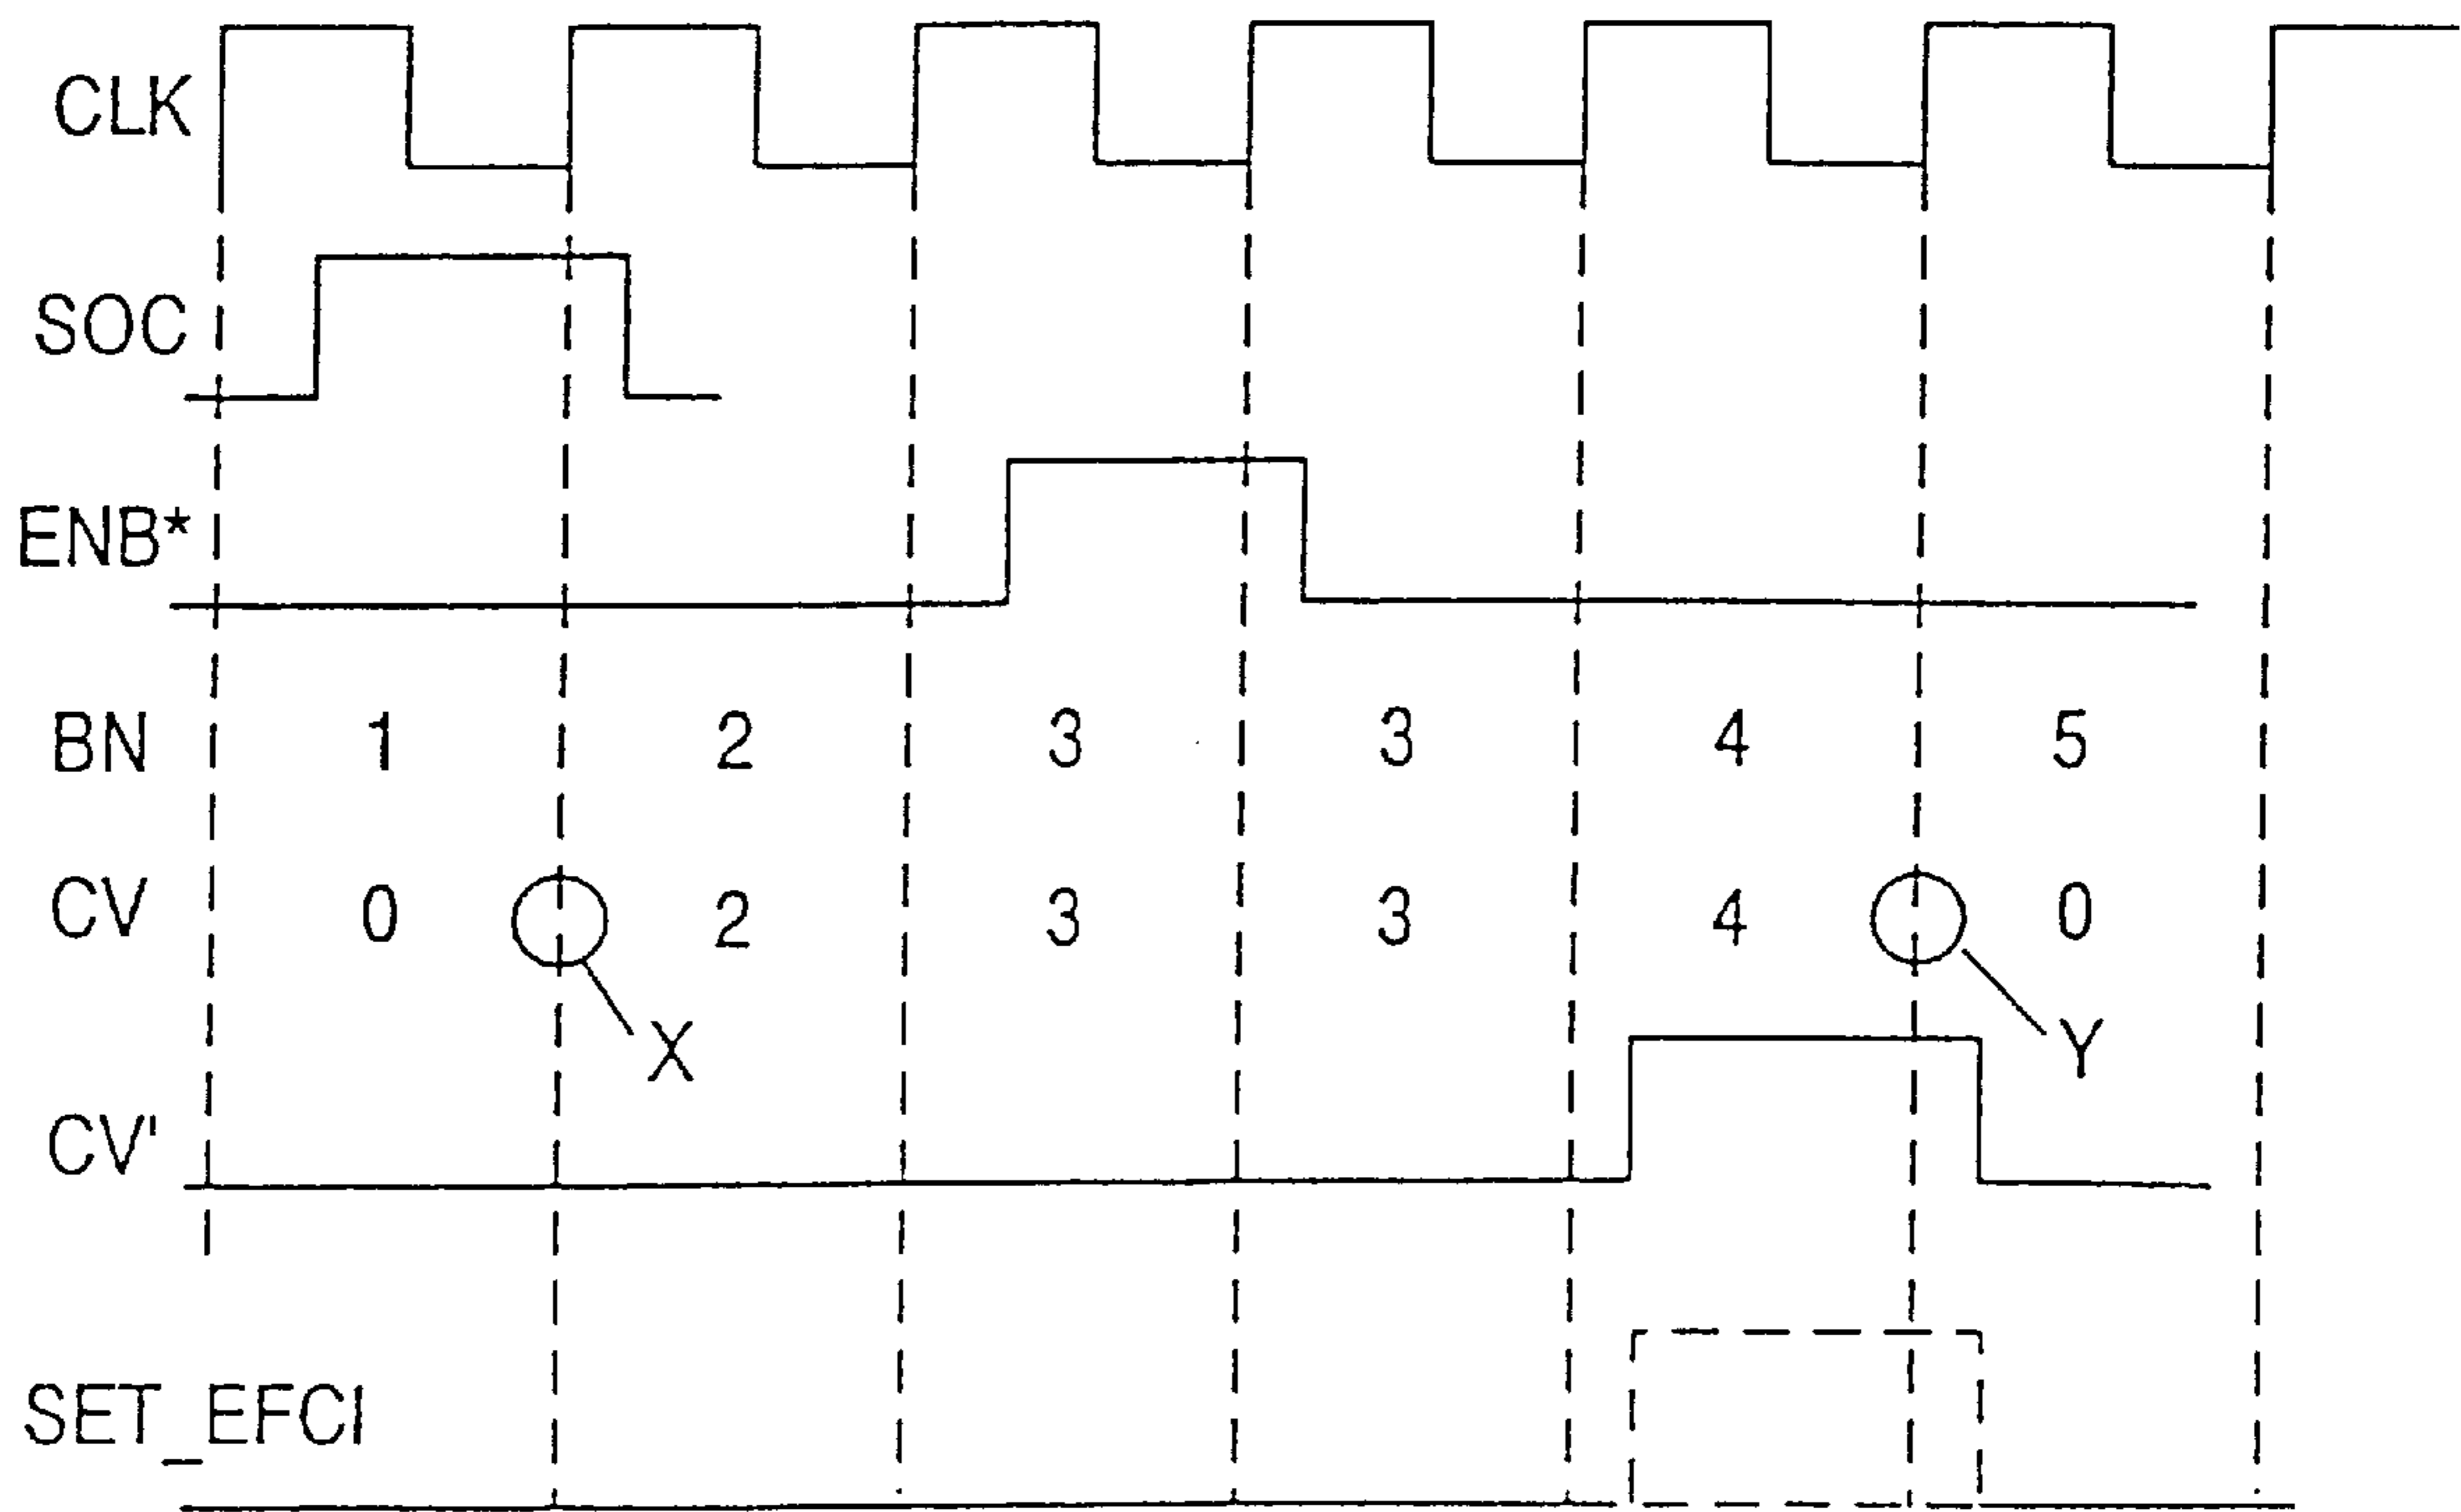 CLK
SOC
ENB*
BN 1 2 3 3 4 5
CV 0 2 3 3 4 0
X Y
CV'
SET_EFCI